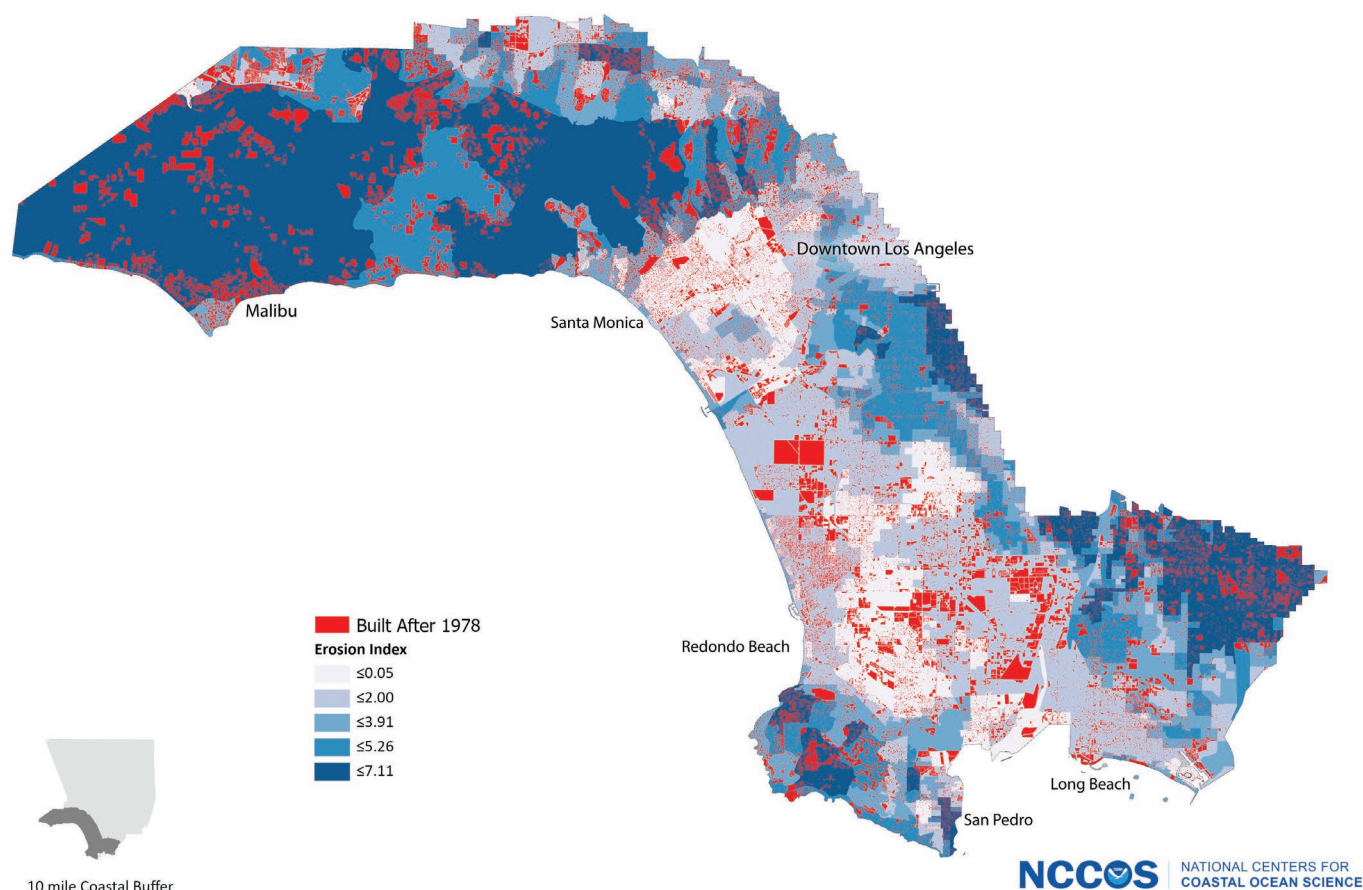 Downtown Los Angeles
Malibu
Santa Monica
Built After 1978
Erosion Index
≤0.05
≤2.00
≤3.91
≤5.26
≤7.11
Redondo Beach
Long Beach
San Pedro
10 mile Coastal Buffer
NCCOS
NATIONAL CENTERS FOR
COASTAL OCEAN SCIENCE